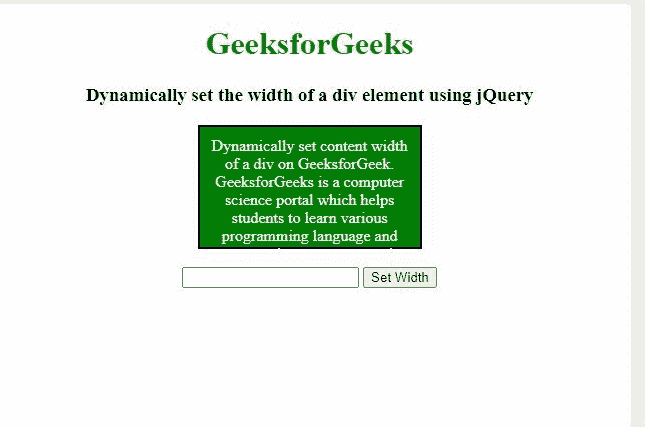 GeeksforGeeks
Dynamically set the width of a div element using jQuery
Dynamically set content width
of a div on GeeksforGeek.
GeeksforGeeks is a computer
science portal which helps
students to learn various
programming language and
Set Width